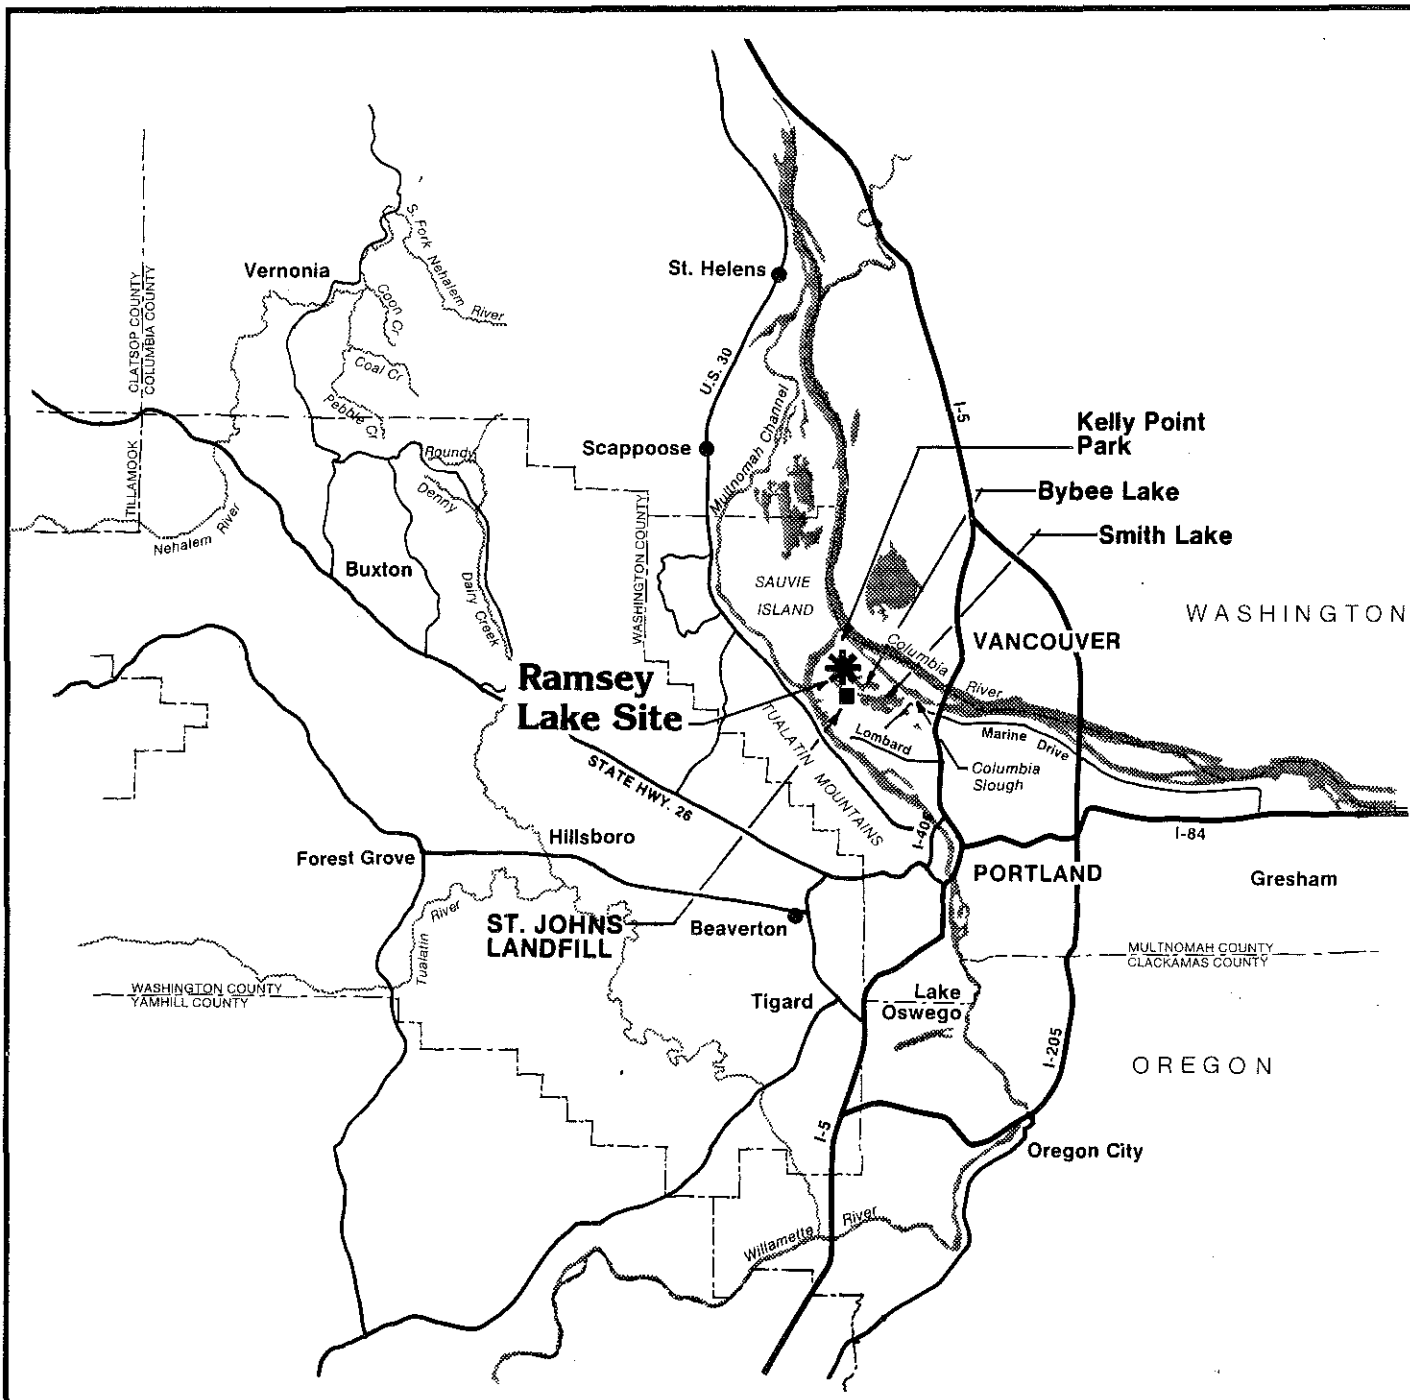 S. Fork Nehalem
River
Vernonia
St. Helens
Coon Cr
CLATSOP COUNTY
COLUMBIA COUNTY
Coal Cr
U.S. 30
Pebble Cr
Multnomah Channel
I-5
Kelly Point
Park
Scappoose
Roundy
Denny
TILLAMOOK
Bybee Lake
Nehalem River
WASHINGTON COUNTY
Smith Lake
Buxton
SAUVIE
ISLAND
Dairy Creek
WASHINGTON
VANCOUVER
Columbia
River
Ramsey
Lake Site
TUALATIN MOUNTAINS
Lombard
Marine Drive
Columbia
Slough
STATE HWY. 26
Hillsboro
I-405
I-84
Forest Grove
PORTLAND
Gresham
Tualatin River
ST. JOHNS
LANDFILL
Beaverton
MULTNOMAH COUNTY
CLACKAMAS COUNTY
WASHINGTON COUNTY
YAMHILL COUNTY
Tigard
Lake
Oswego
I-205
OREGON
I-5
Oregon City
Willamette River